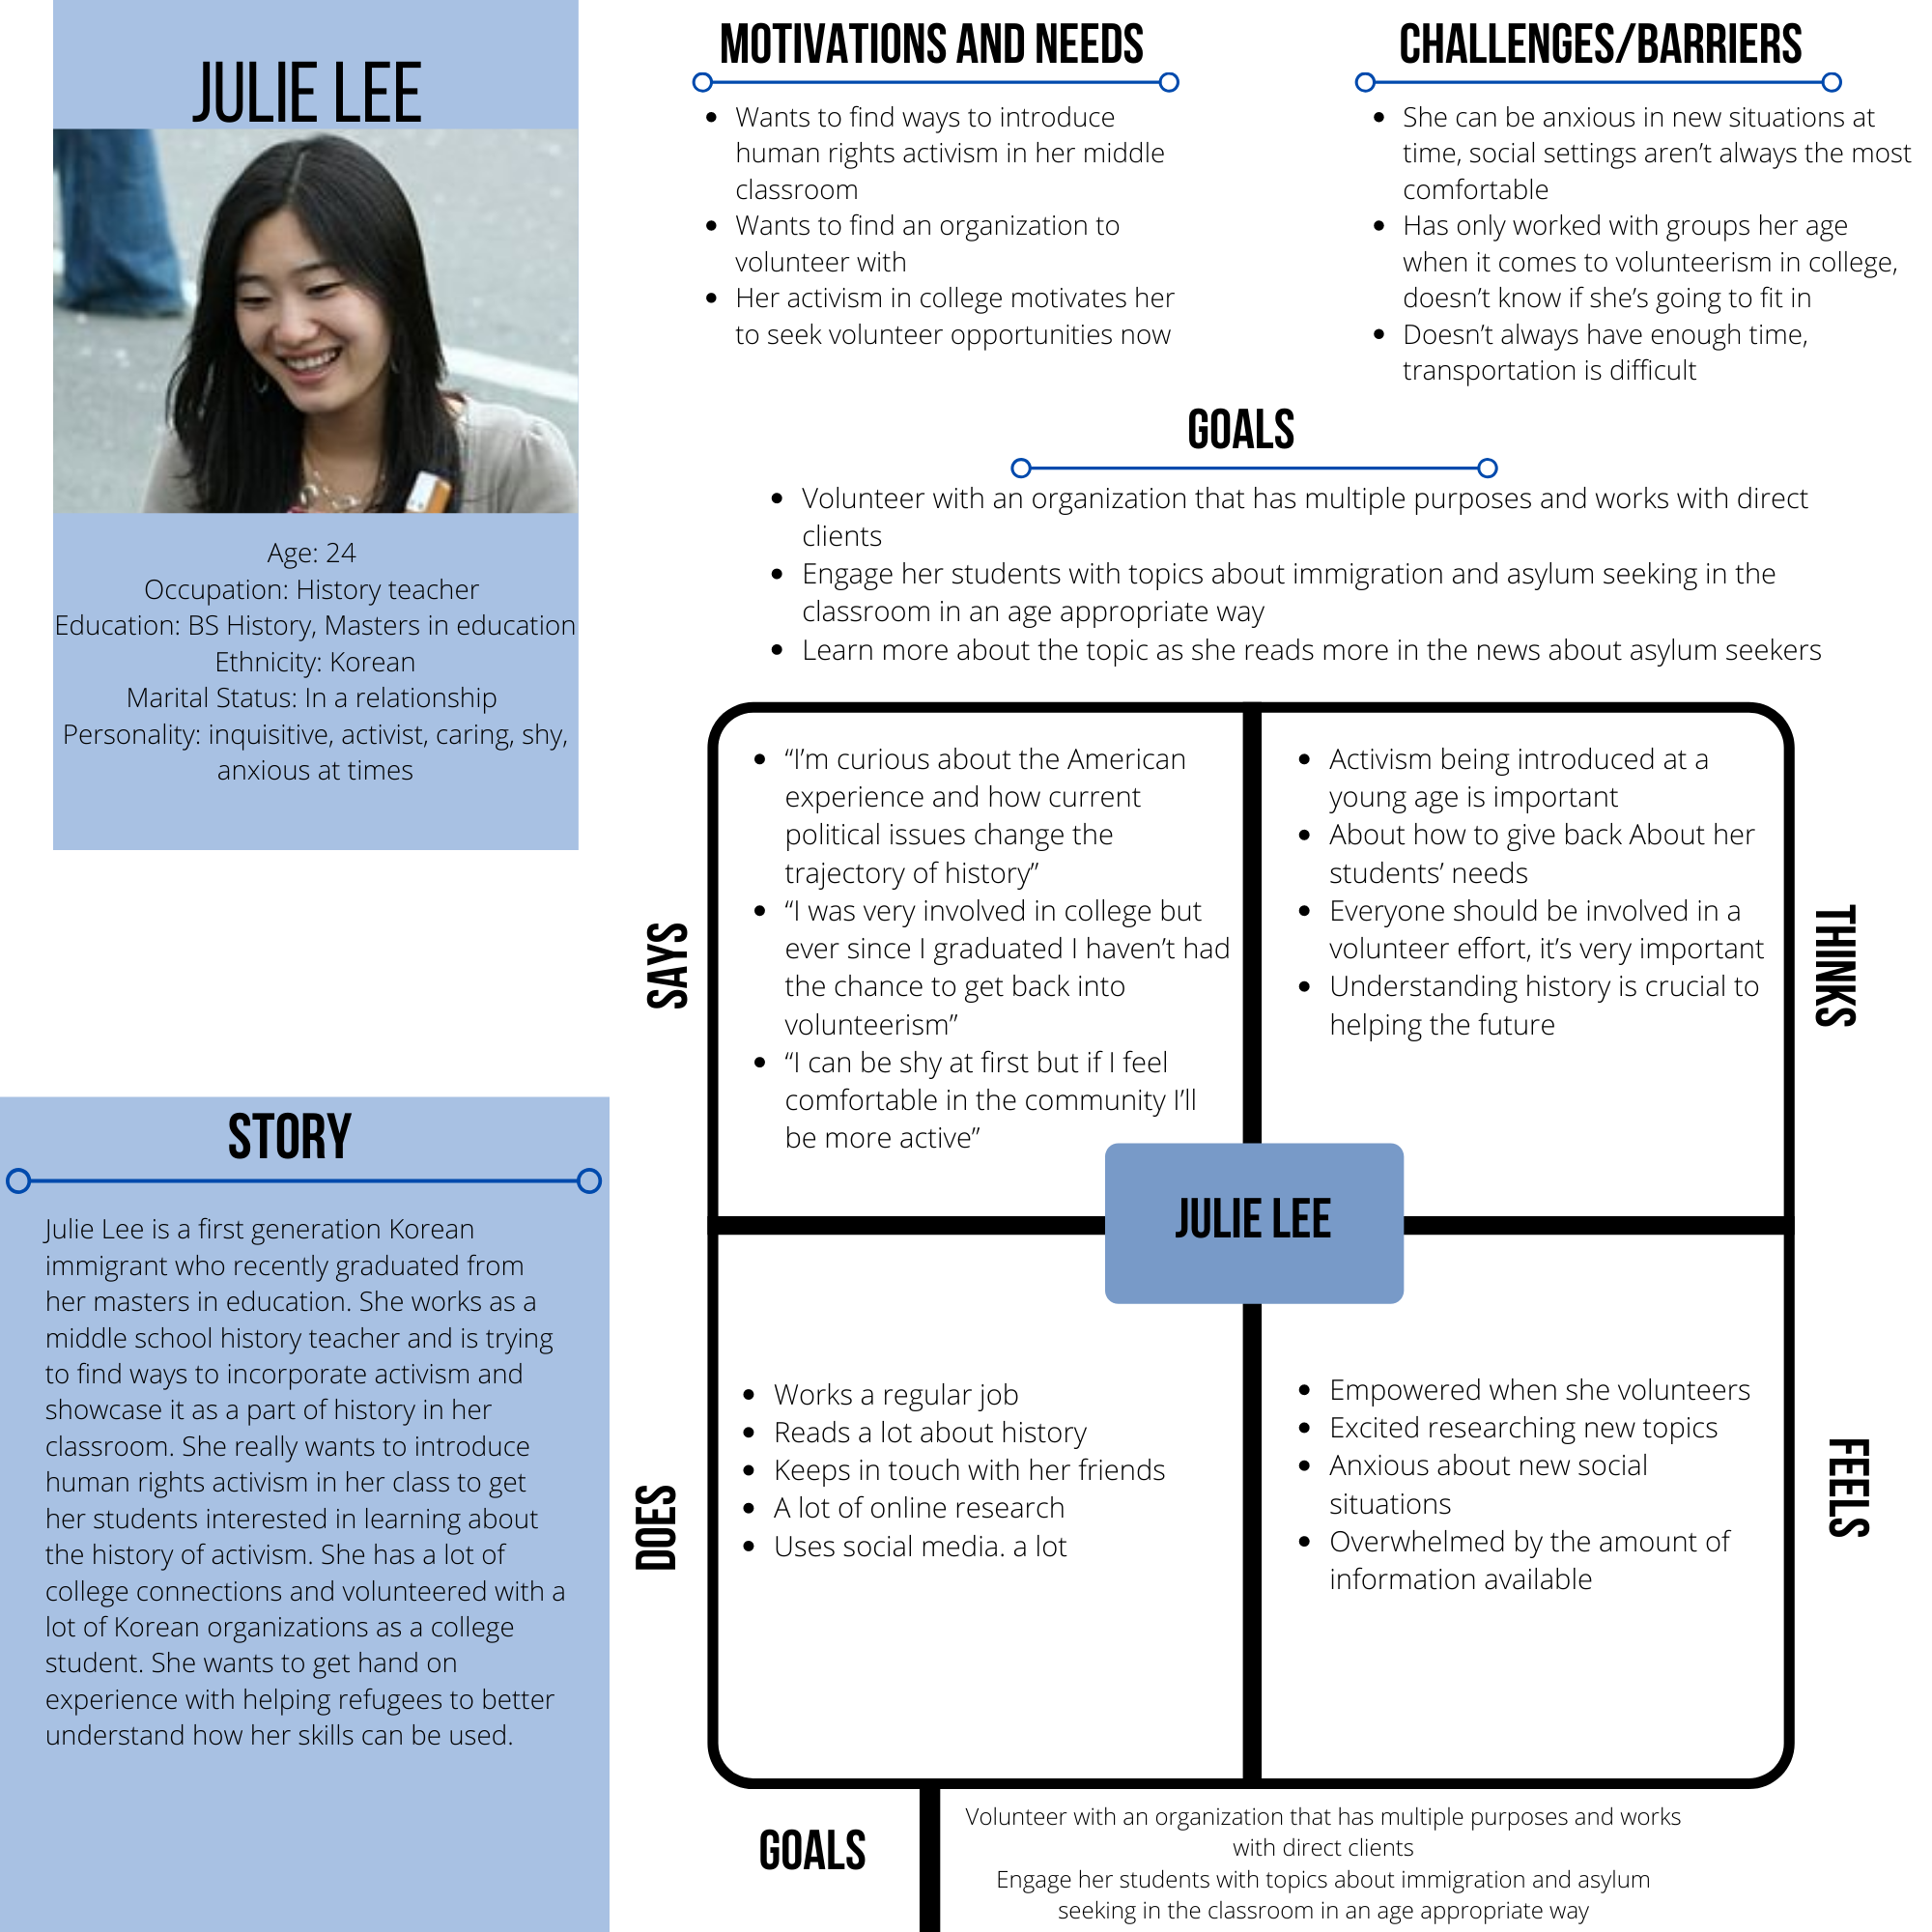 JULIE LEE
Age: 24
Occupation: History teacher
Education: BS History, Masters in education
Ethnicity: Korean
Marital Status: In a relationship
Personality: inquisitive, activist, caring, shy,
anxious at times
MOTIVATIONS AND NEEDS
• Wants to find ways to introduce
human rights activism in her middle
classroom
• Wants to find an organization to
volunteer with
• Her activism in college motivates her
to seek volunteer opportunities now
CHALLENGES/BARRIERS
• She can be anxious in new situations at
time, social settings aren’t always the most
comfortable
• Has only worked with groups her age
when it comes to volunteerism in college,
doesn’t know if she’s going to fit in
• Doesn’t always have enough time,
transportation is difficult
GOALS
• Volunteer with an organization that has multiple purposes and works with direct
clients
• Engage her students with topics about immigration and asylum seeking in the
classroom in an age appropriate way
• Learn more about the topic as she reads more in the news about asylum seekers
STORY
Julie Lee is a first generation Korean
immigrant who recently graduated from
her masters in education. She works as a
middle school history teacher and is trying
to find ways to incorporate activism and
showcase it as a part of history in her
classroom. She really wants to introduce
human rights activism in her class to get
her students interested in learning about
the history of activism. She has a lot of
college connections and volunteered with a
lot of Korean organizations as a college
student. She wants to get hand on
experience with helping refugees to better
understand how her skills can be used.
SAYS
• “I’m curious about the American
experience and how current
political issues change the
trajectory of history”
• “I was very involved in college but
ever since I graduated I haven’t had
the chance to get back into
volunteerism”
• “I can be shy at first but if I feel
comfortable in the community I’ll
be more active”
THINKS
• Activism being introduced at a
young age is important
• About how to give back About her
students’ needs
• Everyone should be involved in a
volunteer effort, it’s very important
• Understanding history is crucial to
helping the future
JULIE LEE
DOES
• Works a regular job
• Reads a lot about history
• Keeps in touch with her friends
• A lot of online research
• Uses social media. a lot
FEELS
• Empowered when she volunteers
• Excited researching new topics
• Anxious about new social
situations
• Overwhelmed by the amount of
information available
GOALS
Volunteer with an organization that has multiple purposes and works
with direct clients
Engage her students with topics about immigration and asylum
seeking in the classroom in an age appropriate way